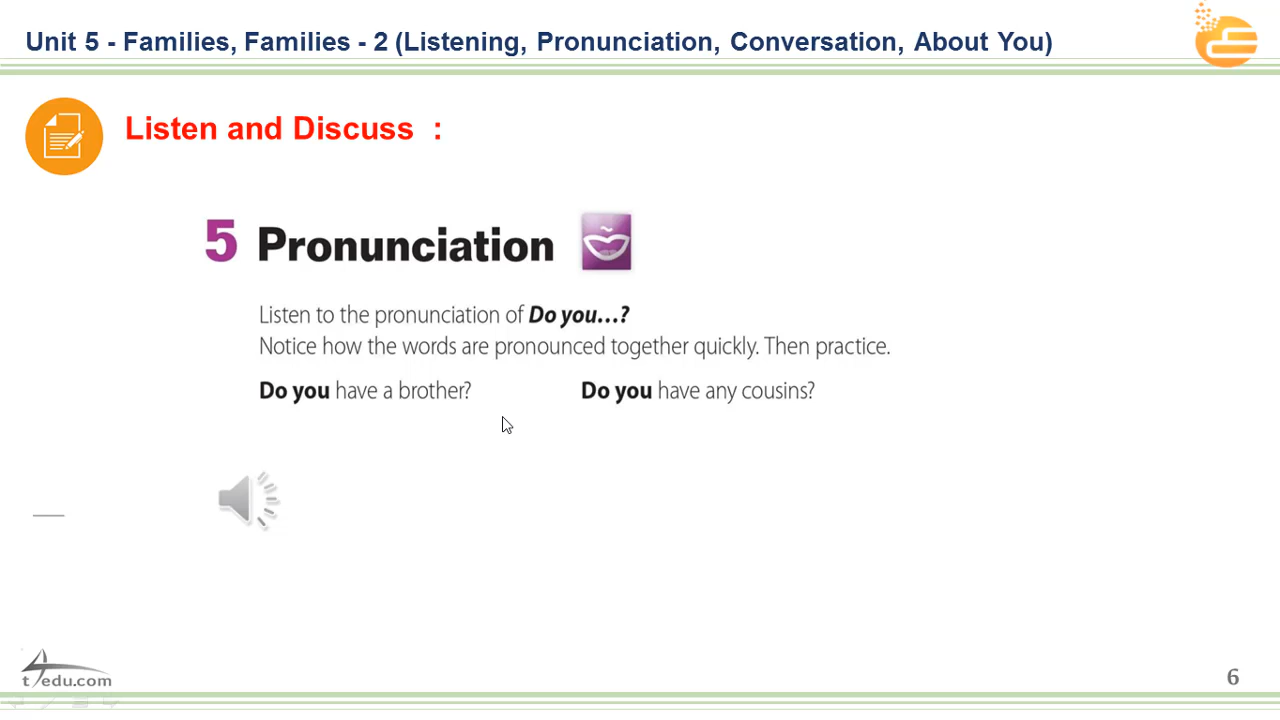 Unit 5 - Families, Families - 2 (Listening, Pronunciation, Conversation, About You)
Listen and Discuss :
5 Pronunciation
Listen to the pronunciation of Do you...?
Notice how the words are pronounced together quickly. Then practice.
Do you have a brother? Do you have any cousins?
t4edu.com
6